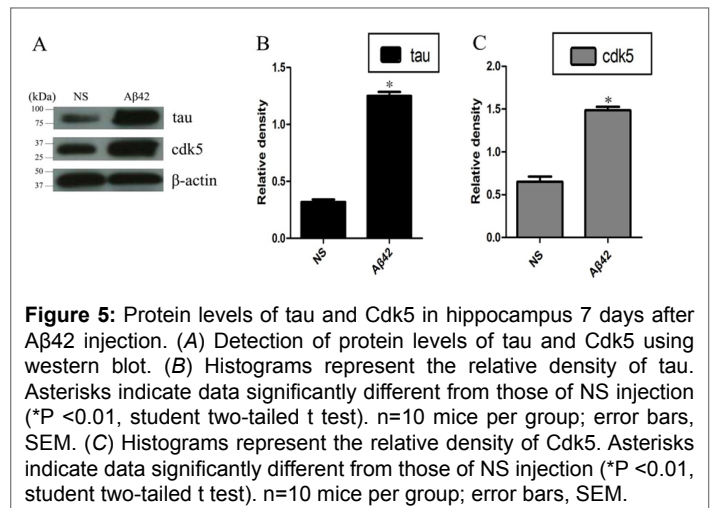 A
(kDa) NS Aβ42
100
75
tau
37
25
cdk5
50
37
β-actin
B
tau
Relative density
1.5
1.0
0.5
0.0
*
NS
Aβ42
C
cdk5
Relative density
2.0
1.5
1.0
0.5
0.0
*
NS
Aβ42
Figure 5: Protein levels of tau and Cdk5 in hippocampus 7 days after
Aβ42 injection. (A) Detection of protein levels of tau and Cdk5 using
western blot. (B) Histograms represent the relative density of tau.
Asterisks indicate data significantly different from those of NS injection
(*P <0.01, student two-tailed t test). n=10 mice per group; error bars,
SEM. (C) Histograms represent the relative density of Cdk5. Asterisks
indicate data significantly different from those of NS injection (*P <0.01,
student two-tailed t test). n=10 mice per group; error bars, SEM.